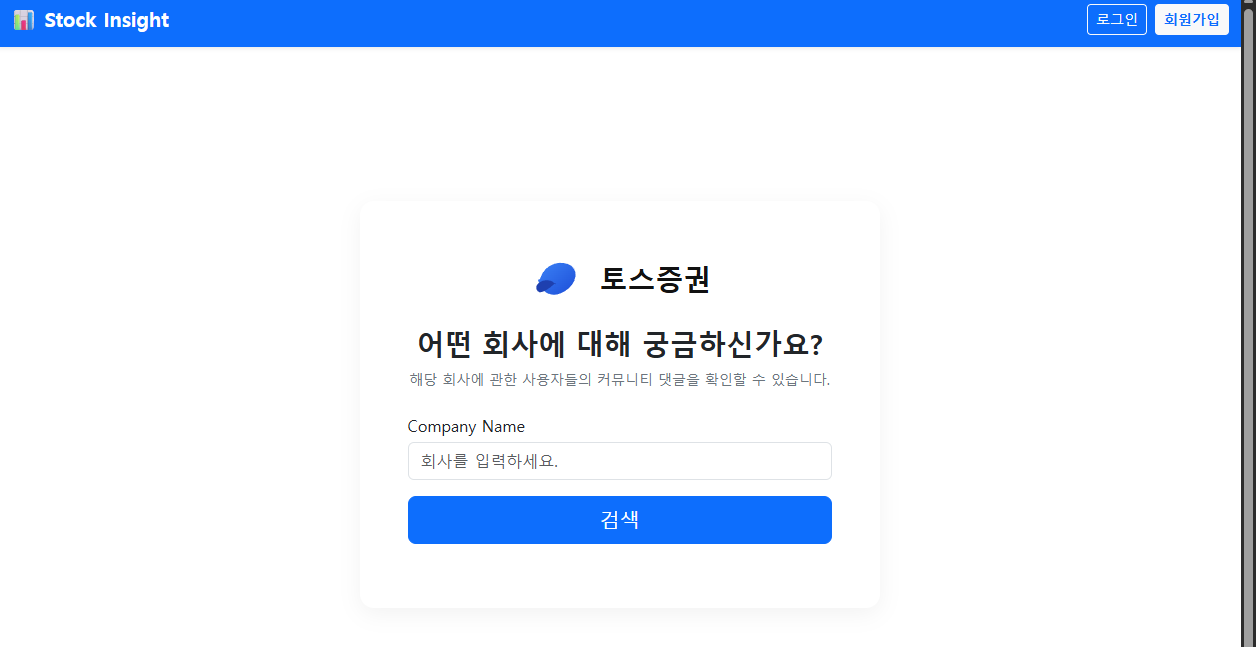 Stock Insight
로그인
회원가입
토스증권
어떤 회사에 대해 궁금하신가요?
해당 회사에 관한 사용자들의 커뮤니티 댓글을 확인할 수 있습니다.
Company Name
회사를 입력하세요.
검색